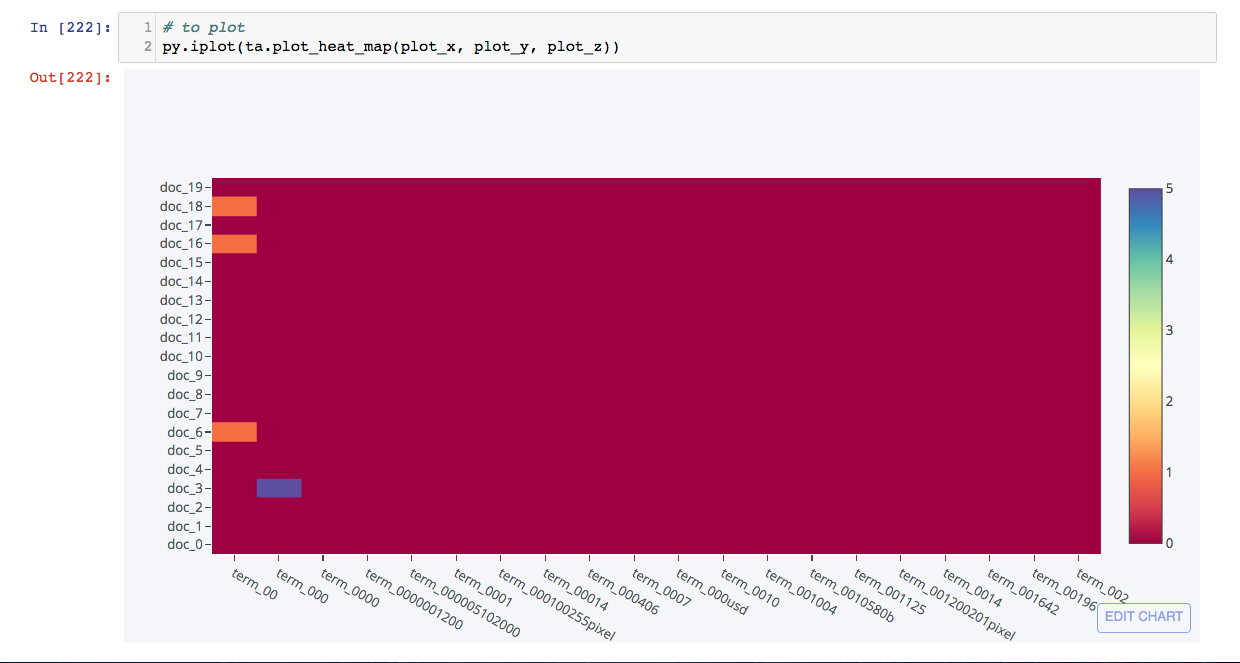 In [222]:
1 # to plot
2 py.iplot(ta.plot_heat_map(plot_x, plot_y, plot_z))
Out[222]:
doc_19
doc_18
doc_17
doc_16
doc_15
doc_14
doc_13
doc_12
doc_11
doc_10
doc_9
doc_8
doc_7
doc_6
doc_5
doc_4
doc_3
doc_2
doc_1
doc_0
5
4
3
2
1
0
term_00
term_000
term_0000
term_0000001200
term_000005102000
term_0001
term_000100255pixel
term_00014
term_000406
term_0007
term_000usd
term_0010
term_001004
term_0010580b
term_001125
term_001200201pixel
term_0014
term_001642
term_00196
term_002
EDIT CHART